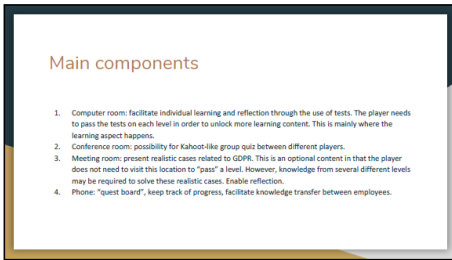 Main components
1. Computer room: facilitate individual learning and reflection through the use of tests. The player needs
to pass the tests on each level in order to unlock more learning content. This is mainly where the
learning aspect happens.
2. Conference room: possibility for Kahoot-like group quiz between different players.
3. Meeting room: present realistic cases related to GDPR. This is an optional content in that the player
does not need to visit this location to “pass” a level. However, knowledge from several different levels
may be required to solve these realistic cases. Enable reflection.
4. Phone: “quest board”, keep track of progress, facilitate knowledge transfer between employees.